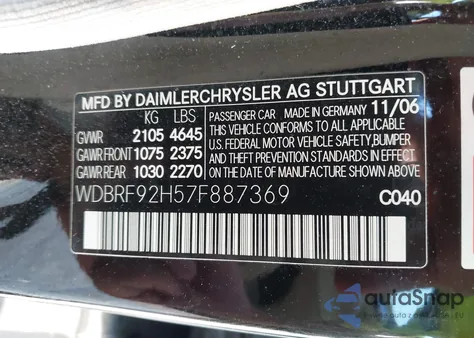 MFD BY DAIMLERCHRYSLER AG STUTTGART
KG LBS MADE IN GERMANY 11/06
GVWR 2105 4645 PASSENGER CAR
GAWR FRONT 1075 2375
GAWR REAR 1030 2270
THIS VEHICLE CONFORMS TO ALL APPLICABLE
U.S. FEDERAL MOTOR VEHICLE SAFETY, BUMPER
AND THEFT PREVENTION STANDARDS IN EFFECT
ON THE DATE OF MANUFACTURE SHOWN ABOVE.
WDBRF92H57F887369 C040
autaSnap